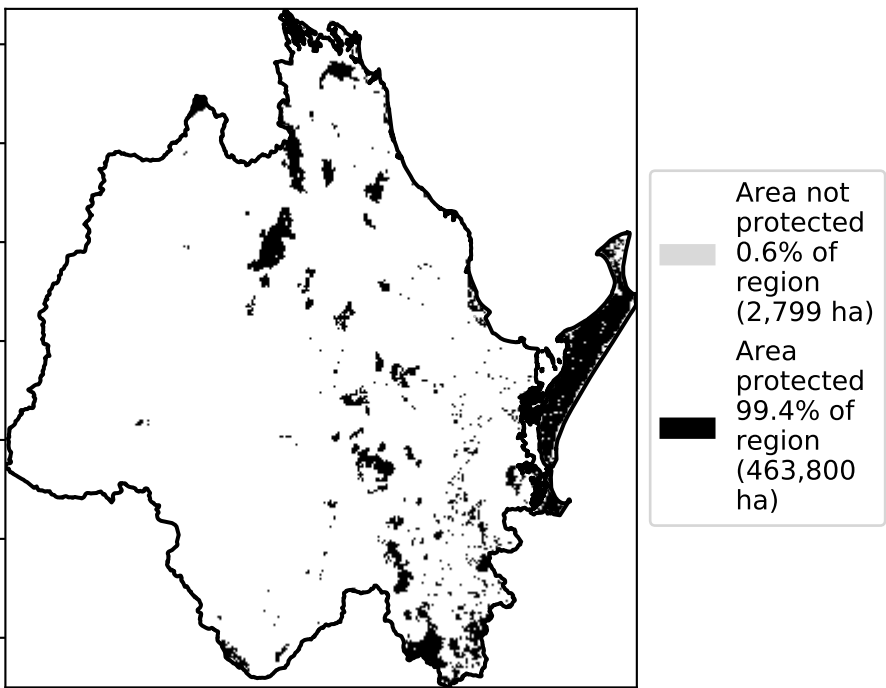 Area not
protected
0.6% of
region
(2,799 ha)
Area
protected
99.4% of
region
(463,800
ha)